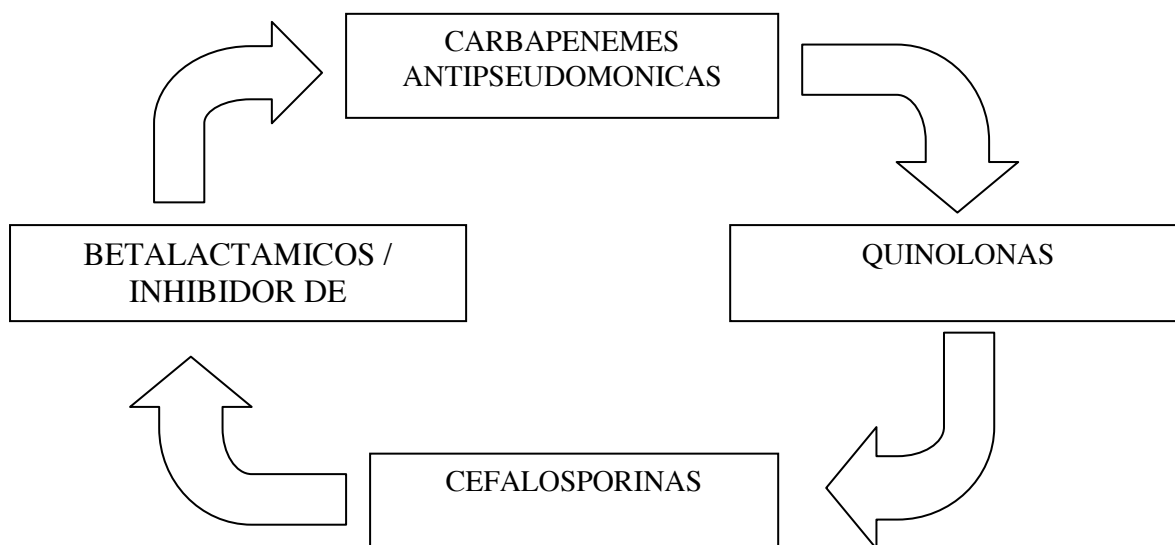 CARBAPENEMES
ANTIPSEUDOMONICAS
BETALACTAMICOS /
INHIBIDOR DE
QUINOLONAS
CEFALOSPORINAS